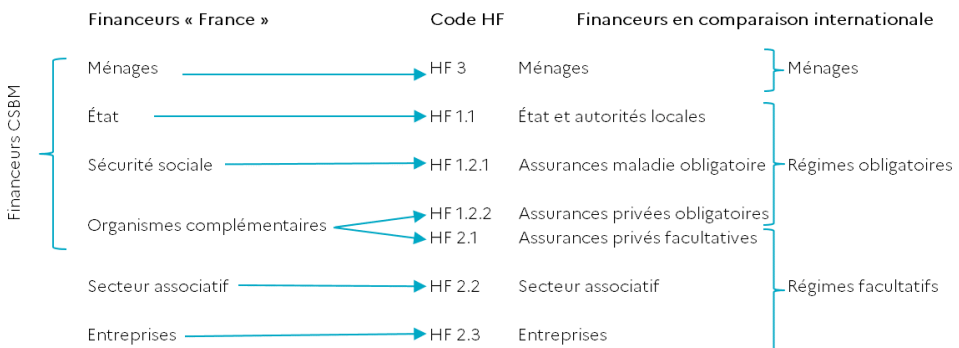 Financeurs « France » Code HF Financeurs en comparaison internationale
Financeurs CSBM
Ménages HF 3 Ménages Ménages
État HF 1.1 État et autorités locales
Sécurité sociale HF 1.2.1 Assurances maladie obligatoire Régimes obligatoires
Organismes complémentaires
HF 1.2.2 Assurances privées obligatoires
HF 2.1 Assurances privés facultatives
Secteur associatif HF 2.2 Secteur associatif Régimes facultatifs
Entreprises HF 2.3 Entreprises